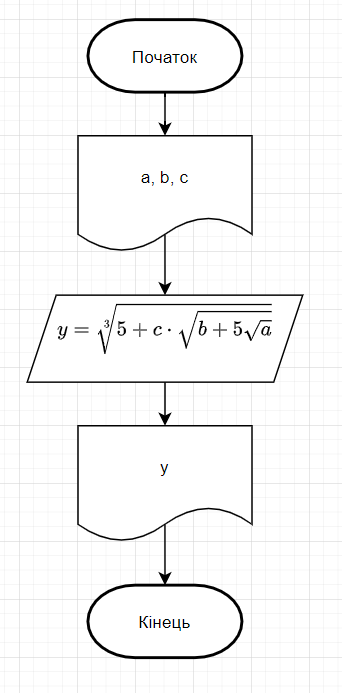 Початок
a, b, c
y = ∛(5 + c · √(b + 5√a))
y
Кінець